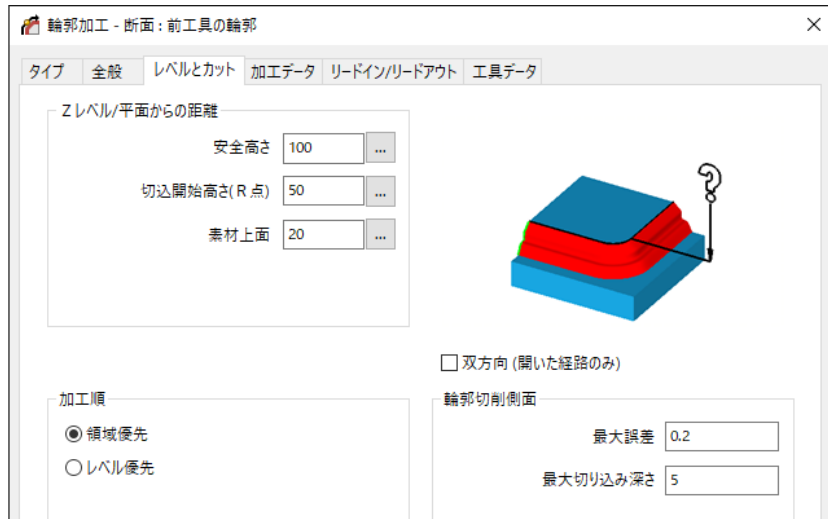 輪郭加工 - 断面 : 前工具の輪郭
タイプ 全般 レベルとカット 加工データ リードイン/リードアウト 工具データ
Z レベル/平面からの距離
安全高さ 100 ...
切込開始高さ(R 点) 50 ...
素材上面 20 ...
双方向 (開いた経路のみ)
加工順
領域優先
レベル優先
輪郭切削側面
最大誤差 0.2
最大切り込み深さ 5